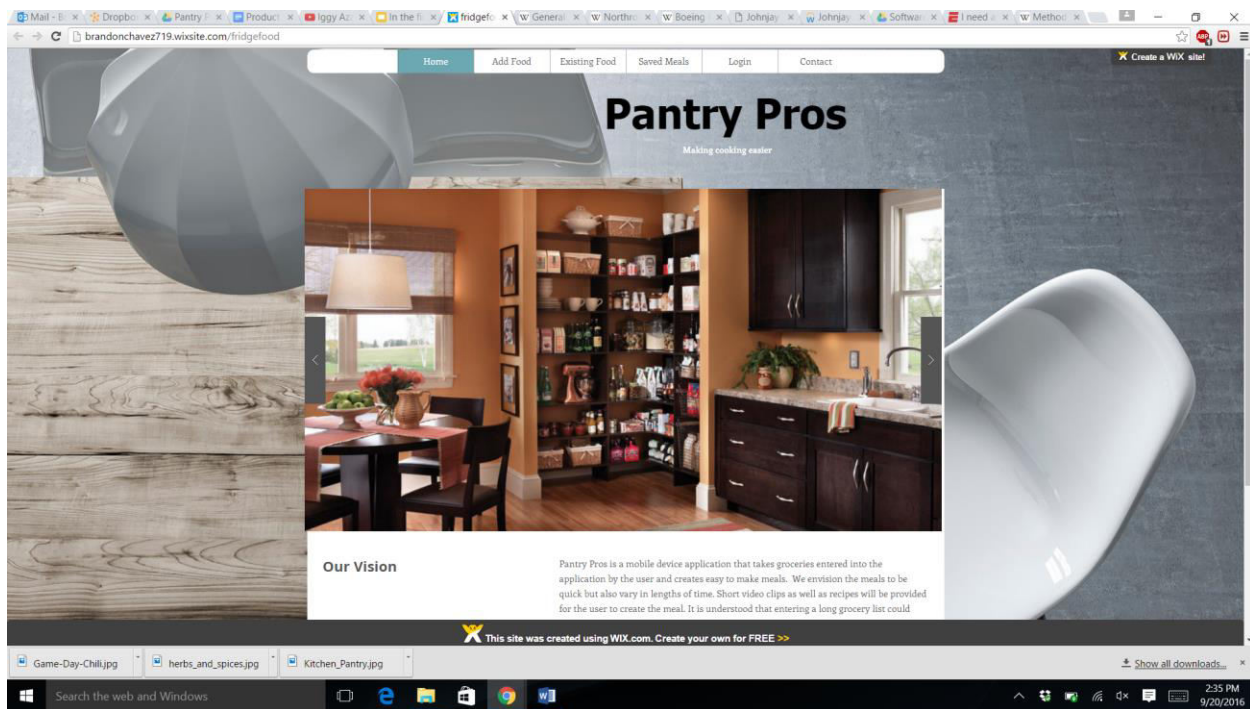 Mail - B
Dropbo
Pantry F
Product
Iggy Aza
In the fi
fridgefo
General
Northro
Boeing
Johnjay
Johnjay
Softwar
I need a
Method
brandonchavez719.wixsite.com/fridgefood
Home Add Food Existing Food Saved Meals Login Contact
Create a WiX site!
Pantry Pros
Making cooking easier
Our Vision
Pantry Pros is a mobile device application that takes groceries entered into the
application by the user and creates easy to make meals. We envision the meals to be
quick but also vary in lengths of time. Short video clips as well as recipes will be provided
for the user to create the meal. It is understood that entering a long grocery list could
This site was created using WIX.com. Create your own for FREE >>
Game-Day-Chili.jpg
herbs_and_spices.jpg
Kitchen_Pantry.jpg
Show all downloads...
Search the web and Windows
2:35 PM
9/20/2016